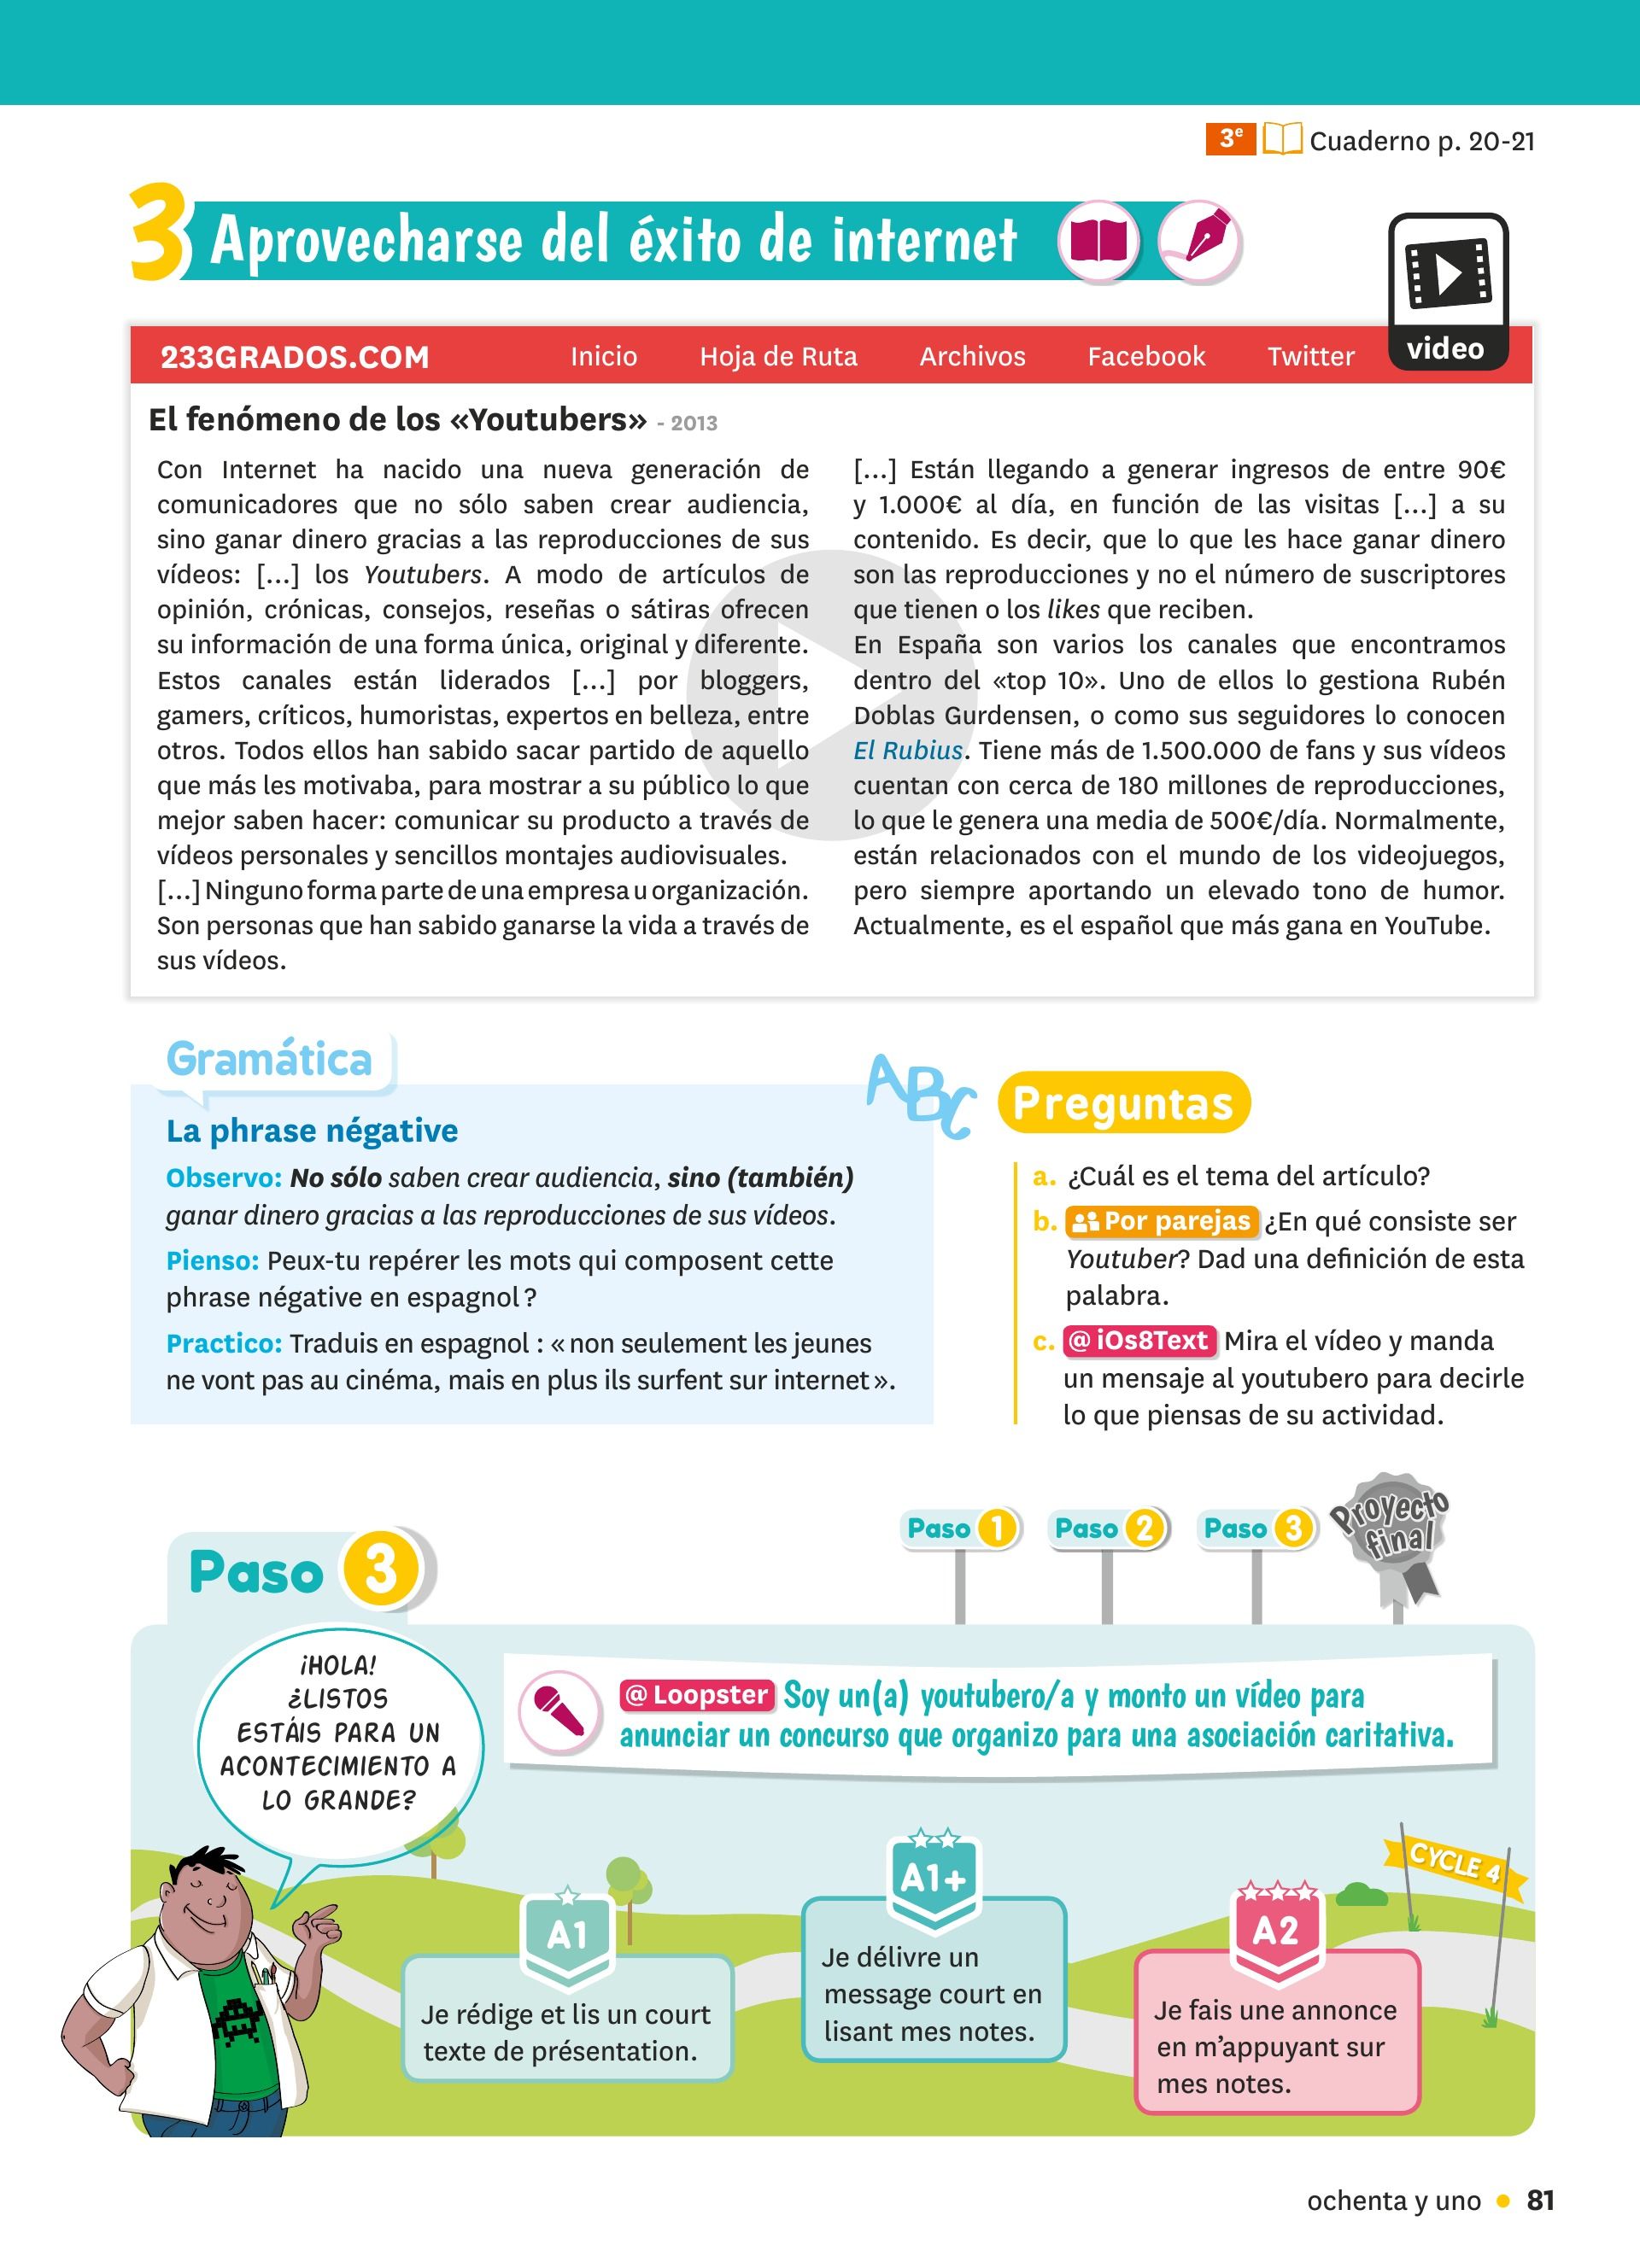 3e Cuaderno p. 20-21
3 Aprovecharse del éxito de internet
video
233GRADOS.COM Inicio Hoja de Ruta Archivos Facebook Twitter
El fenómeno de los «Youtubers» - 2013
Con Internet ha nacido una nueva generación de
comunicadores que no sólo saben crear audiencia,
sino ganar dinero gracias a las reproducciones de sus
vídeos: [...] los Youtubers. A modo de artículos de
opinión, crónicas, consejos, reseñas o sátiras ofrecen
su información de una forma única, original y diferente.
Estos canales están liderados [...] por bloggers,
gamers, críticos, humoristas, expertos en belleza, entre
otros. Todos ellos han sabido sacar partido de aquello
que más les motivaba, para mostrar a su público lo que
mejor saben hacer: comunicar su producto a través de
vídeos personales y sencillos montajes audiovisuales.
[...] Ninguno forma parte de una empresa u organización.
Son personas que han sabido ganarse la vida a través de
sus vídeos.
[...] Están llegando a generar ingresos de entre 90€
y 1.000€ al día, en función de las visitas [...] a su
contenido. Es decir, que lo que les hace ganar dinero
son las reproducciones y no el número de suscriptores
que tienen o los likes que reciben.
En España son varios los canales que encontramos
dentro del «top 10». Uno de ellos lo gestiona Rubén
Doblas Gurdensen, o como sus seguidores lo conocen
El Rubius. Tiene más de 1.500.000 de fans y sus vídeos
cuentan con cerca de 180 millones de reproducciones,
lo que le genera una media de 500€/día. Normalmente,
están relacionados con el mundo de los videojuegos,
pero siempre aportando un elevado tono de humor.
Actualmente, es el español que más gana en YouTube.
Gramática
ABC
La phrase négative
Observo: No sólo saben crear audiencia, sino (también)
ganar dinero gracias a las reproducciones de sus vídeos.
Pienso: Peux-tu repérer les mots qui composent cette
phrase négative en espagnol ?
Practico: Traduis en espagnol : « non seulement les jeunes
ne vont pas au cinéma, mais en plus ils surfent sur internet ».
Preguntas
a. ¿Cuál es el tema del artículo?
b. Por parejas ¿En qué consiste ser
Youtuber? Dad una definición de esta
palabra.
c. @ iOs8Text Mira el vídeo y manda
un mensaje al youtubero para decirle
lo que piensas de su actividad.
Paso 1 Paso 2 Paso 3 Proyecto
final
Paso 3
¡HOLA!
¿LISTOS
ESTÁIS PARA UN
ACONTECIMIENTO A
LO GRANDE?
@ Loopster Soy un(a) youtubero/a y monto un vídeo para
anunciar un concurso que organizo para una asociación caritativa.
A1
Je rédige et lis un court
texte de présentation.
A1+
Je délivre un
message court en
lisant mes notes.
A2
Je fais une annonce
en m'appuyant sur
mes notes.
CYCLE 4
ochenta y uno • 81